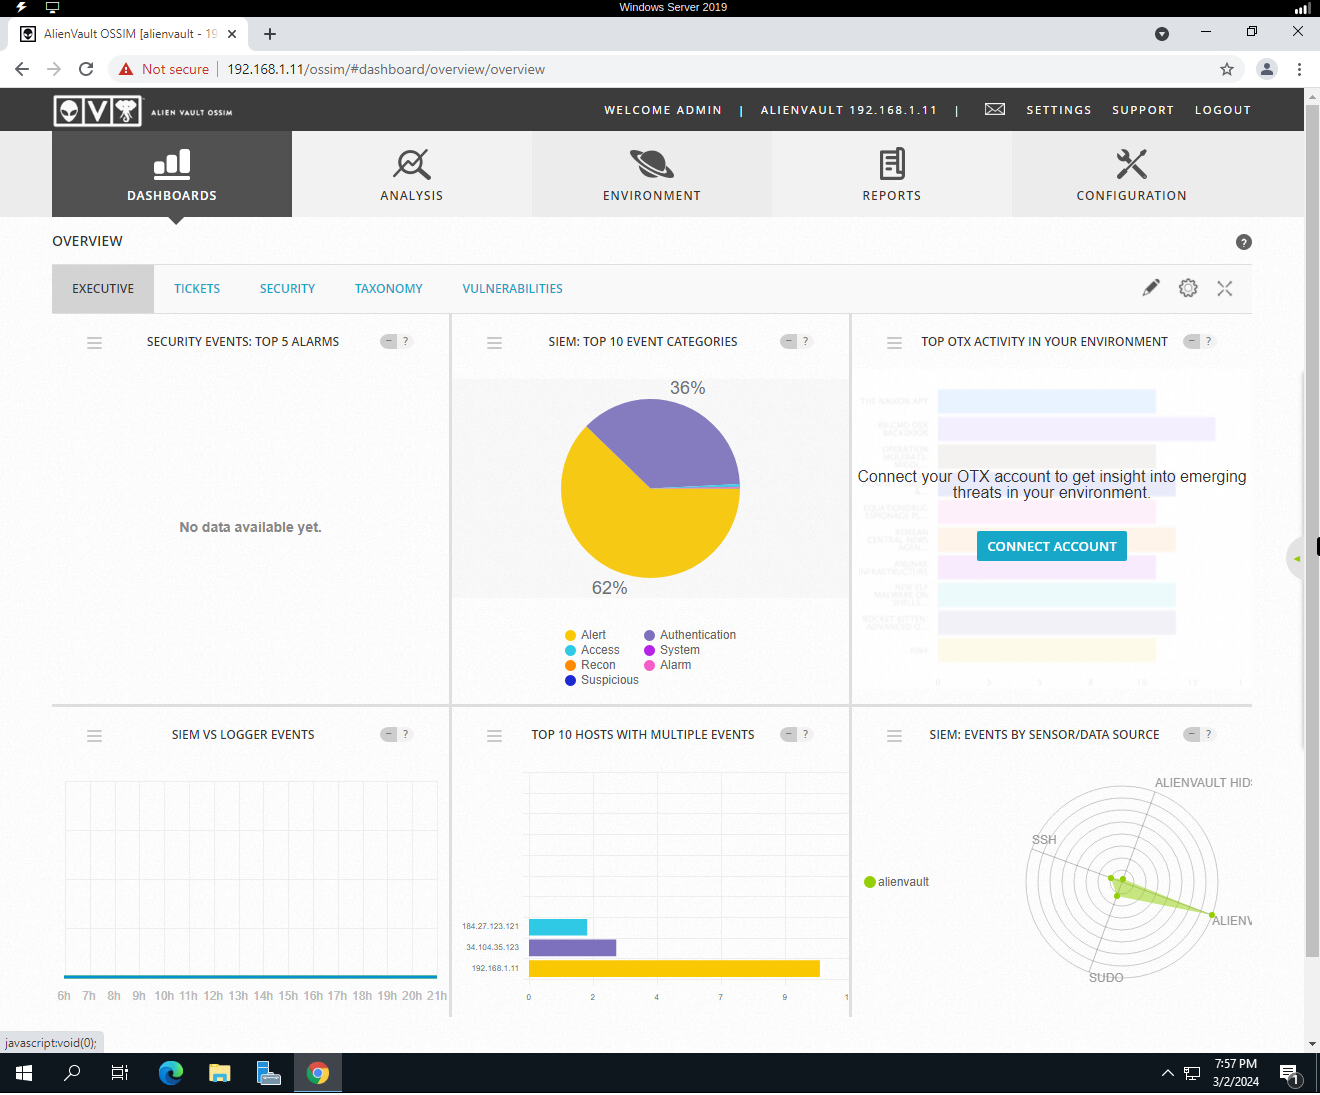 Windows Server 2019
AlienVault OSSIM [alienvault - 19
Not secure
192.168.1.11/ossim/#dashboard/overview/overview
ALIEN VAULT OSSIM
WELCOME ADMIN | ALIENVAULT 192.168.1.11 | SETTINGS SUPPORT LOGOUT
DASHBOARDS
ANALYSIS
ENVIRONMENT
REPORTS
CONFIGURATION
OVERVIEW
?
EXECUTIVE TICKETS SECURITY TAXONOMY VULNERABILITIES
SECURITY EVENTS: TOP 5 ALARMS
− ?
No data available yet.
SIEM: TOP 10 EVENT CATEGORIES
− ?
36%
62%
Alert Authentication
Access System
Recon Alarm
Suspicious
TOP OTX ACTIVITY IN YOUR ENVIRONMENT
− ?
Connect your OTX account to get insight into emerging
threats in your environment.
CONNECT ACCOUNT
SIEM VS LOGGER EVENTS
− ?
6h 7h 8h 9h 10h 11h 12h 13h 14h 15h 16h 17h 18h 19h 20h 21h
TOP 10 HOSTS WITH MULTIPLE EVENTS
− ?
184.27.123.121
34.104.35.123
192.168.1.11
0 2 4 7 9 1
SIEM: EVENTS BY SENSOR/DATA SOURCE
− ?
ALIENVAULT HID
SSH
alienvault
ALIENV
SUDO
javascript:void(0);
7:57 PM
3/2/2024
1